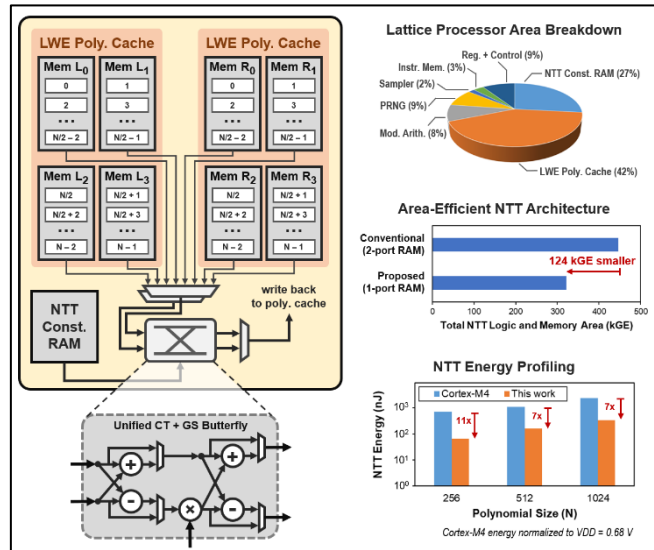 LWE Poly. Cache
LWE Poly. Cache
Mem L0
Mem L1
Mem R0
Mem R1
0
1
0
1
2
3
2
3
•••
•••
•••
•••
N/2 – 2
N/2 – 1
N/2 – 2
N/2 – 1
Mem L2
Mem L3
Mem R2
Mem R3
N/2
N/2 + 1
N/2
N/2 + 1
N/2 + 2
N/2 + 3
N/2 + 2
N/2 + 3
•••
•••
•••
•••
N – 2
N – 1
N – 2
N – 1
write back
to poly. cache
NTT
Const.
RAM
Unified CT + GS Butterfly
+
+
–
×
–
Lattice Processor Area Breakdown
Reg. + Control (9%)
Instr. Mem. (3%)
NTT Const. RAM (27%)
Sampler (2%)
PRNG (9%)
Mod. Arith. (8%)
LWE Poly. Cache (42%)
Area-Efficient NTT Architecture
Conventional
(2-port RAM)
124 kGE smaller
Proposed
(1-port RAM)
0 100 200 300 400 500
Total NTT Logic and Memory Area (kGE)
NTT Energy Profiling
Cortex-M4 This work
NTT Energy (nJ)
10³
10²
10¹
10⁰
11x
7x
7x
256 512 1024
Polynomial Size (N)
Cortex-M4 energy normalized to VDD = 0.68 V